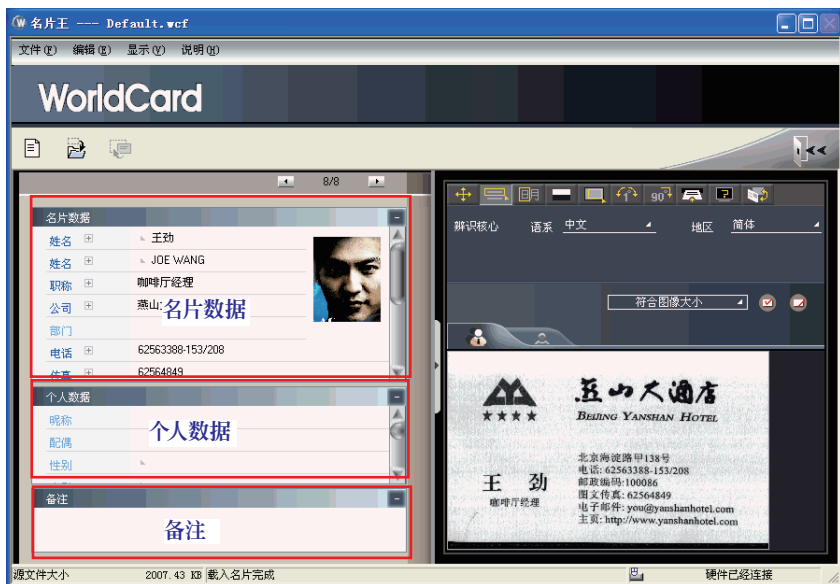 名片王 --- Default.wcf
文件(F) 编辑(E) 显示(V) 说明(H)
WorldCard
8/8
名片数据
姓名 王劲
姓名 JOE WANG
职称 咖啡厅经理
公司 燕山
名片数据
部门
电话 62563388-153/208
传真 62564849
个人数据
昵称
个人数据
配偶
性别
备注
备注
辨识核心 语系 中文 地区 简体
符合图像大小
燕山大酒店
BEIJING YANSHAN HOTEL
北京海淀路甲138号
电话: 62563388-153/208
王 劲
邮政编码:100086
咖啡厅经理
图文传真: 62564849
电子邮件: you@yanshanhotel.com
主页: http://www.yanshanhotel.com
源文件大小 2007.43 KB 载入名片完成 硬件已经连接